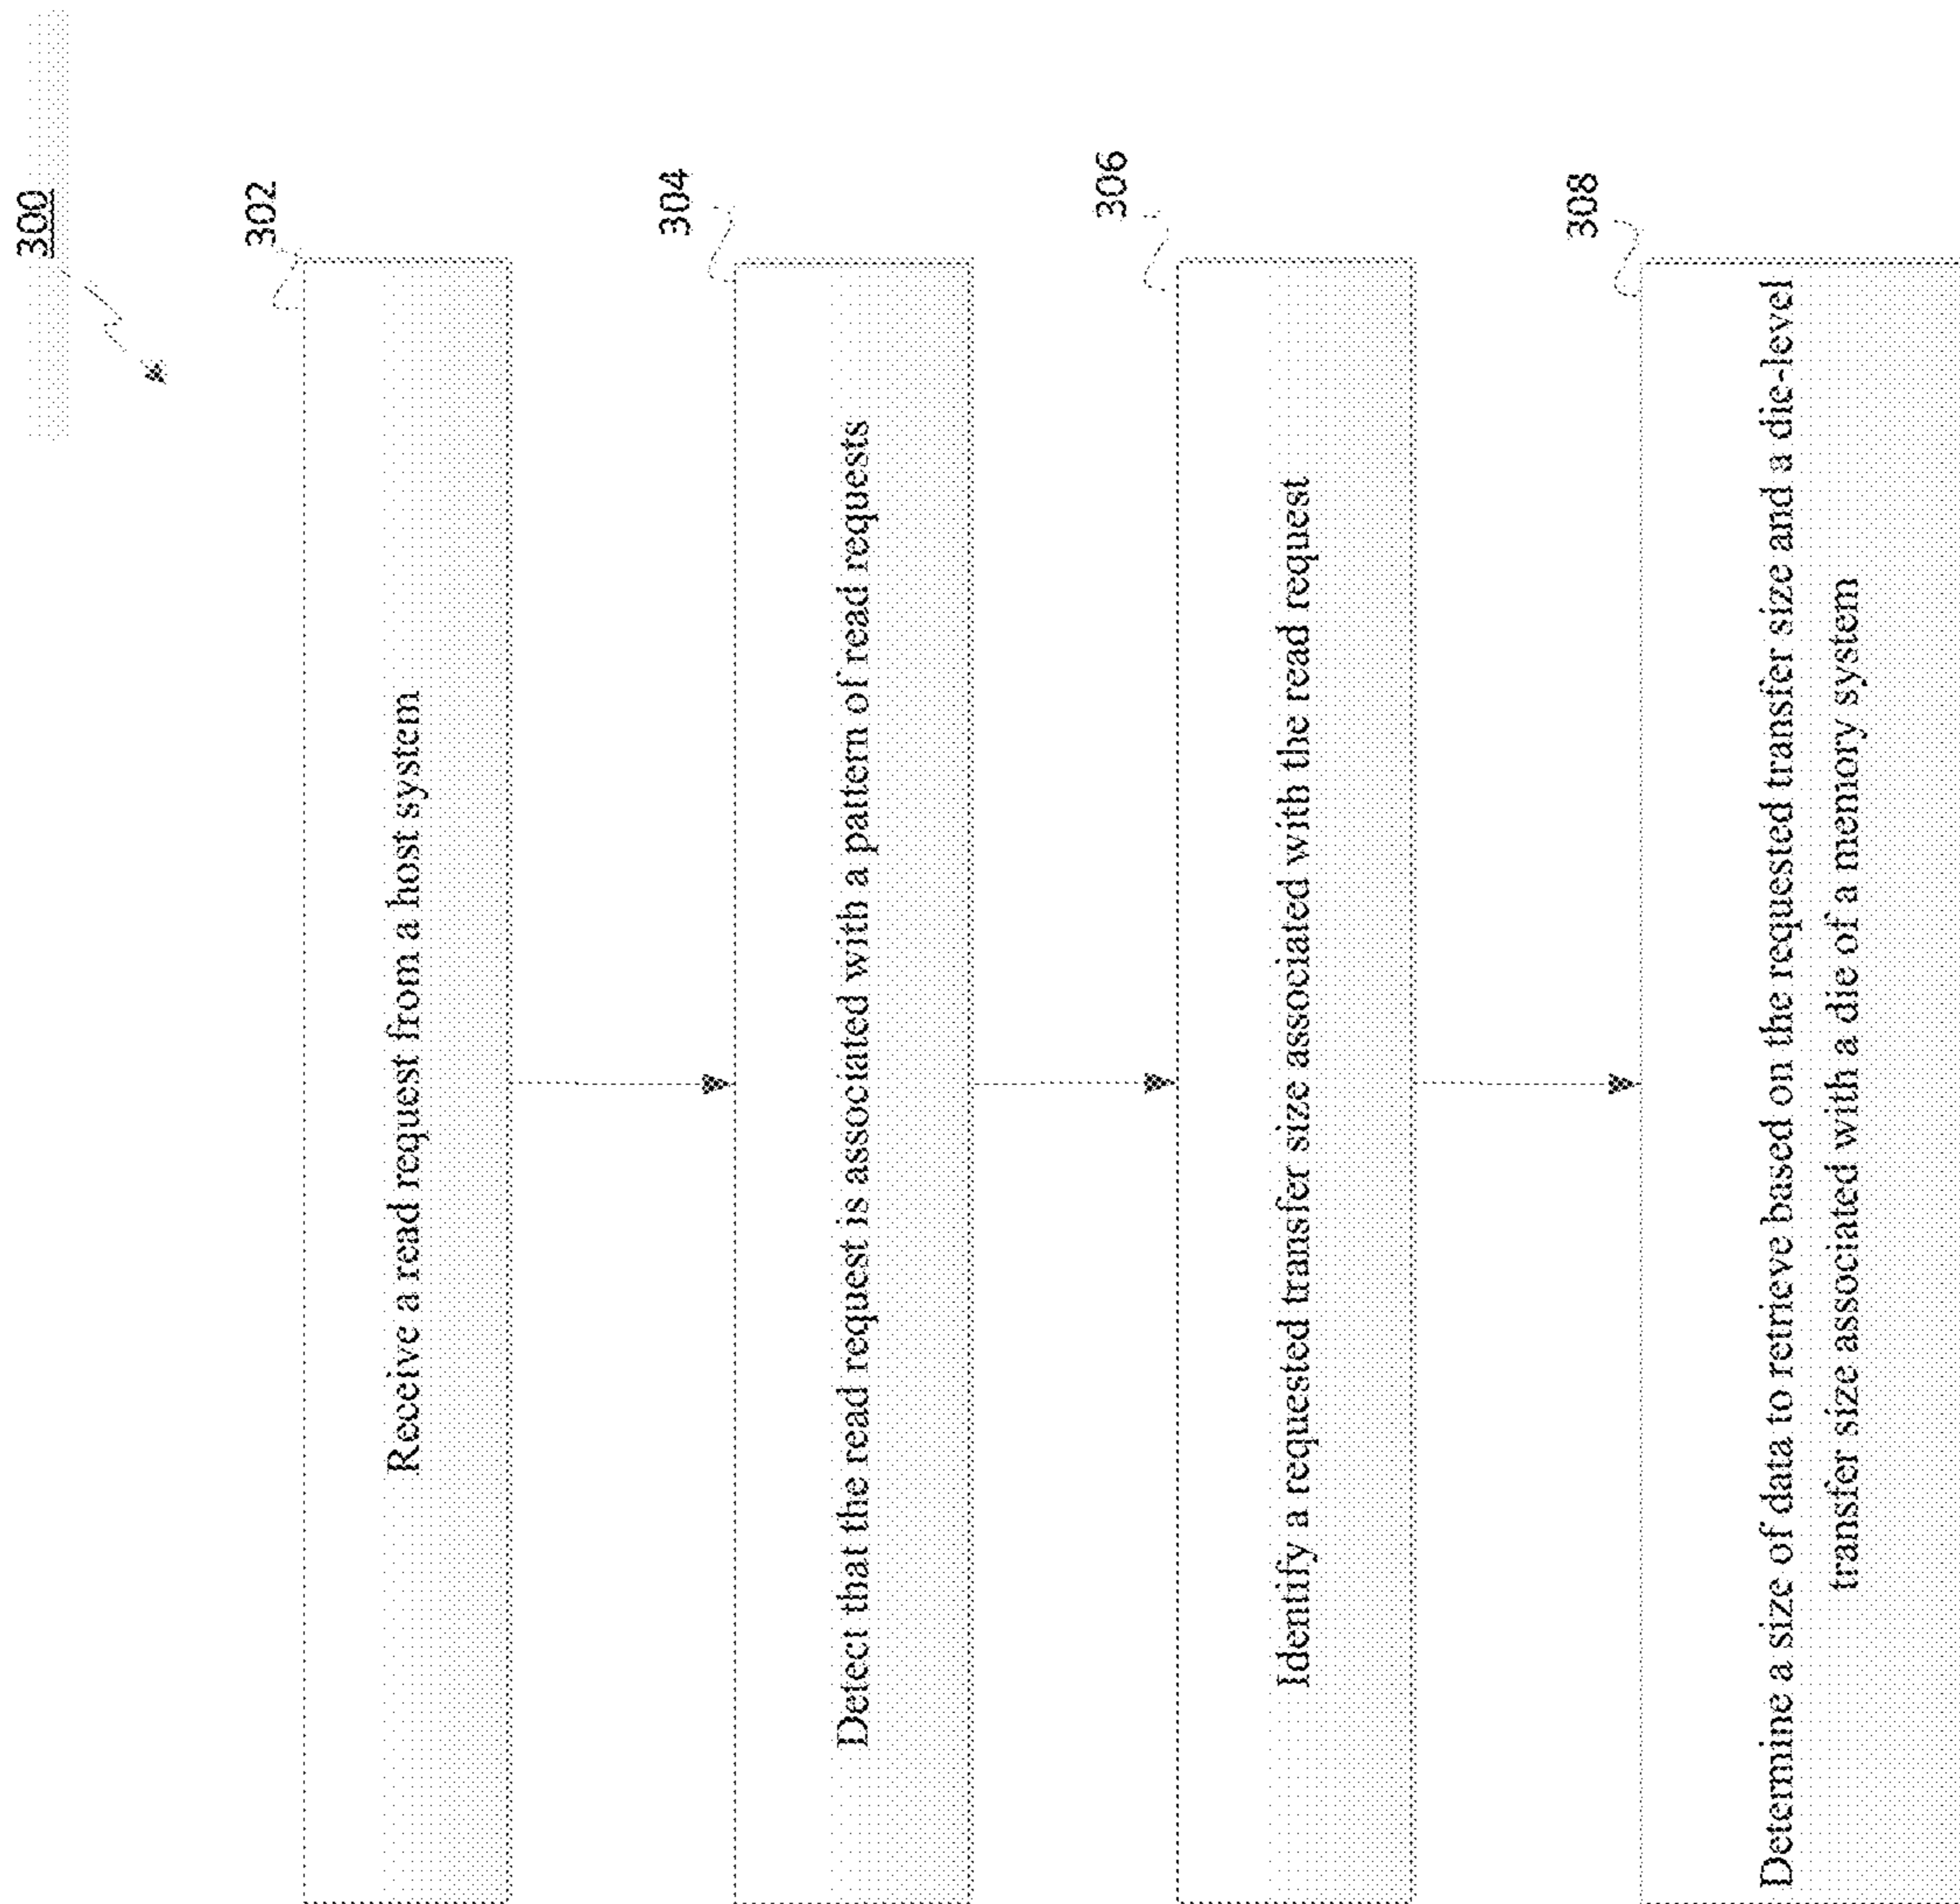 300
302
Receive a read request from a host system
304
Detect that the read request is associated with a pattern of read requests
306
Identify a requested transfer size associated with the read request
308
Determine a size of data to retrieve based on the requested transfer size and a die-level
transfer size associated with a die of a memory system